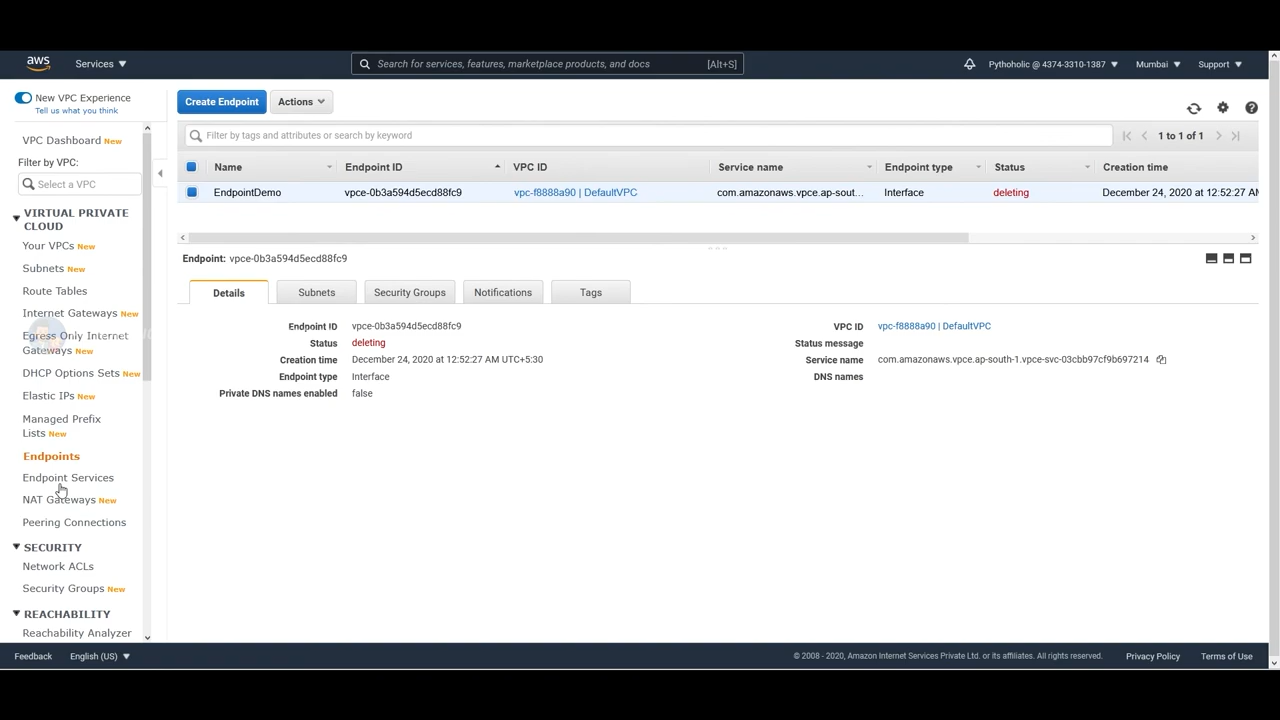 aws
Services
Search for services, features, marketplace products, and docs
[Alt+S]
Pythoholic @ 4374-3310-1387
Mumbai
Support
New VPC Experience
Tell us what you think
VPC Dashboard New
Filter by VPC:
Select a VPC
VIRTUAL PRIVATE
CLOUD
Your VPCs New
Subnets New
Route Tables
Internet Gateways New
Egress Only Internet
Gateways New
DHCP Options Sets New
Elastic IPs New
Managed Prefix
Lists New
Endpoints
Endpoint Services
NAT Gateways New
Peering Connections
SECURITY
Network ACLs
Security Groups New
REACHABILITY
Reachability Analyzer
Create Endpoint
Actions
Filter by tags and attributes or search by keyword
1 to 1 of 1
Name Endpoint ID VPC ID Service name Endpoint type Status Creation time
EndpointDemo vpce-0b3a594d5ecd88fc9 vpc-f8888a90 | DefaultVPC com.amazonaws.vpce.ap-sout... Interface deleting December 24, 2020 at 12:52:27 AM
Endpoint: vpce-0b3a594d5ecd88fc9
Details Subnets Security Groups Notifications Tags
Endpoint ID vpce-0b3a594d5ecd88fc9
Status deleting
Creation time December 24, 2020 at 12:52:27 AM UTC+5:30
Endpoint type Interface
Private DNS names enabled false
VPC ID vpc-f8888a90 | DefaultVPC
Status message
Service name com.amazonaws.vpce.ap-south-1.vpce-svc-03cbb97cf9b697214
DNS names
Feedback
English (US)
© 2008 - 2020, Amazon Internet Services Private Ltd. or its affiliates. All rights reserved.
Privacy Policy
Terms of Use